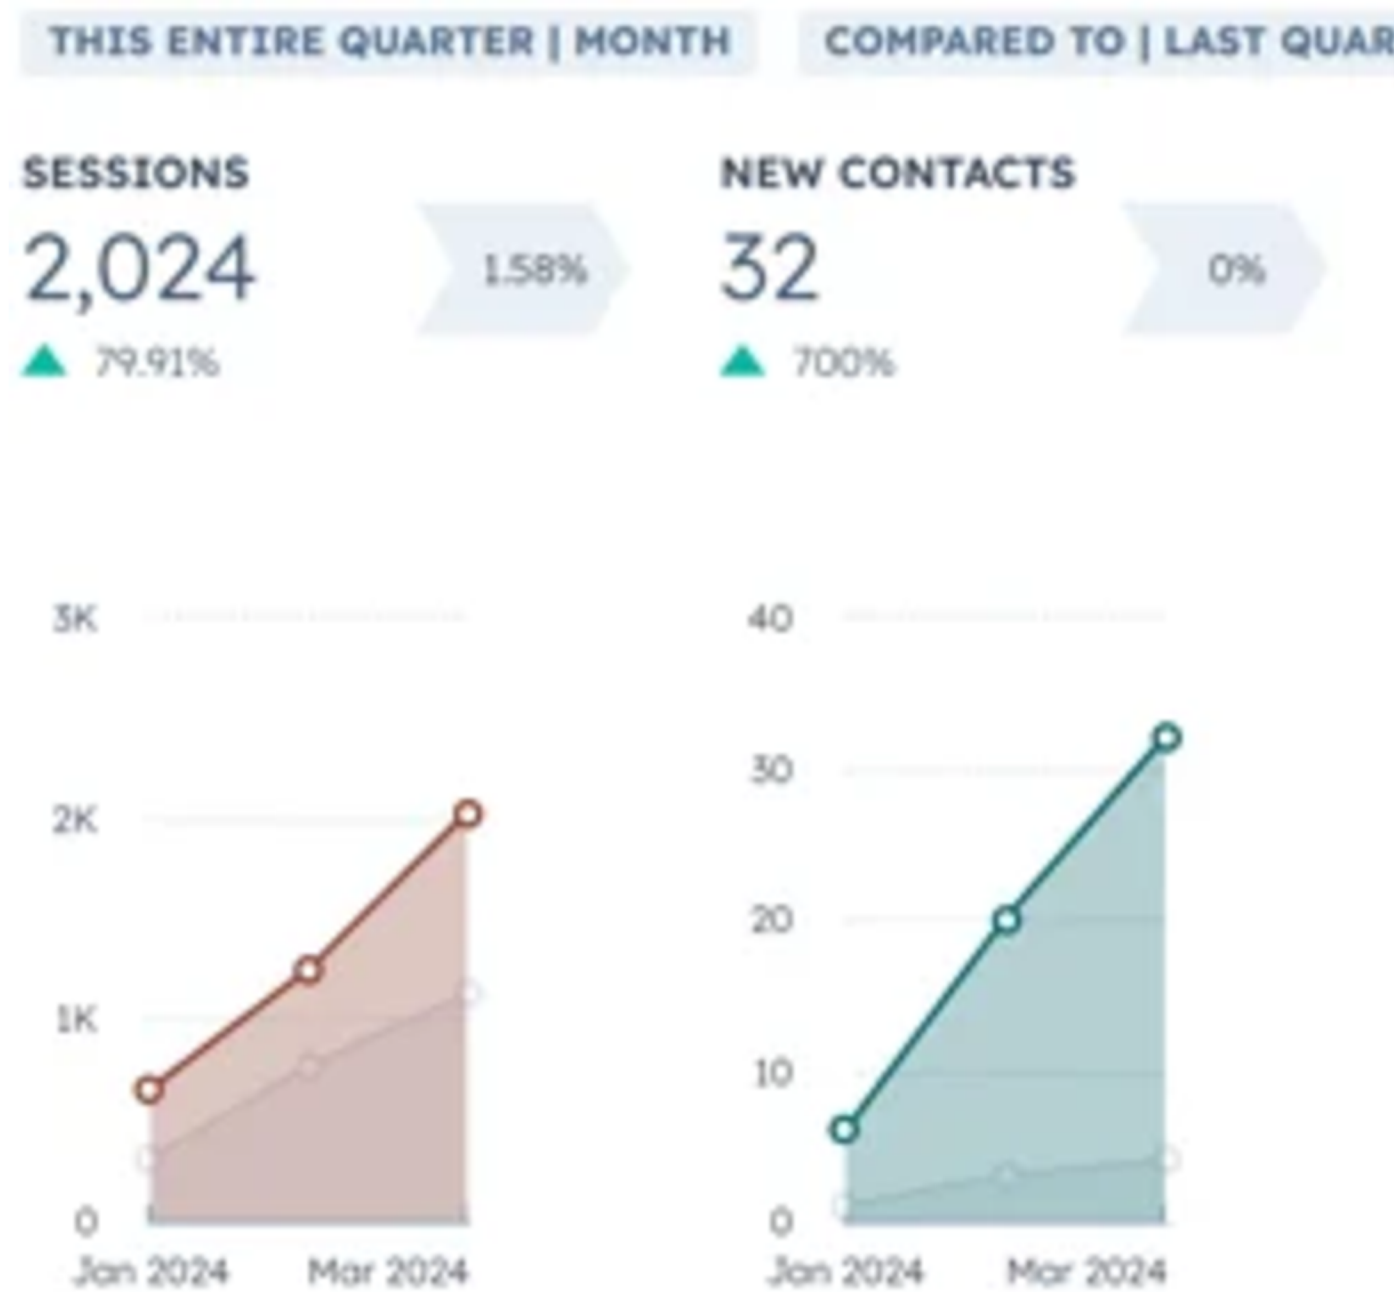 THIS ENTIRE QUARTER | MONTH
COMPARED TO | LAST QUAR
SESSIONS
2,024
1.58%
79.91%
NEW CONTACTS
32
0%
700%
3K
2K
1K
0
Jan 2024
Mar 2024
40
30
20
10
0
Jan 2024
Mar 2024